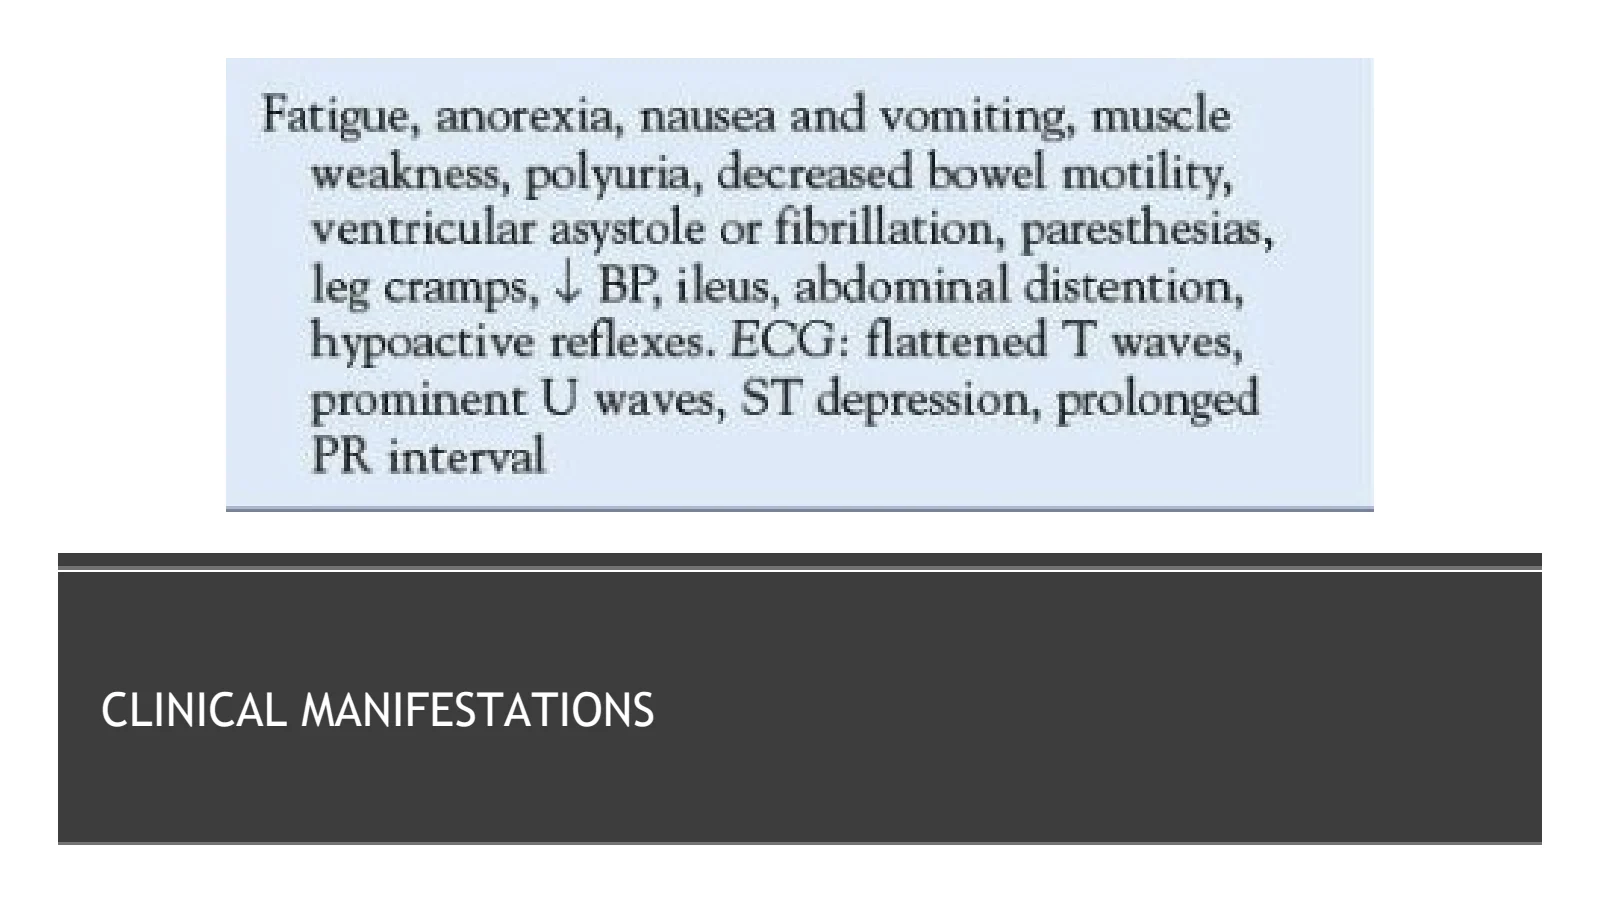 Fatigue, anorexia, nausea and vomiting, muscle
weakness, polyuria, decreased bowel motility,
ventricular asystole or fibrillation, paresthesias,
leg cramps, ↓ BP, ileus, abdominal distention,
hypoactive reflexes. ECG: flattened T waves,
prominent U waves, ST depression, prolonged
PR interval
CLINICAL MANIFESTATIONS